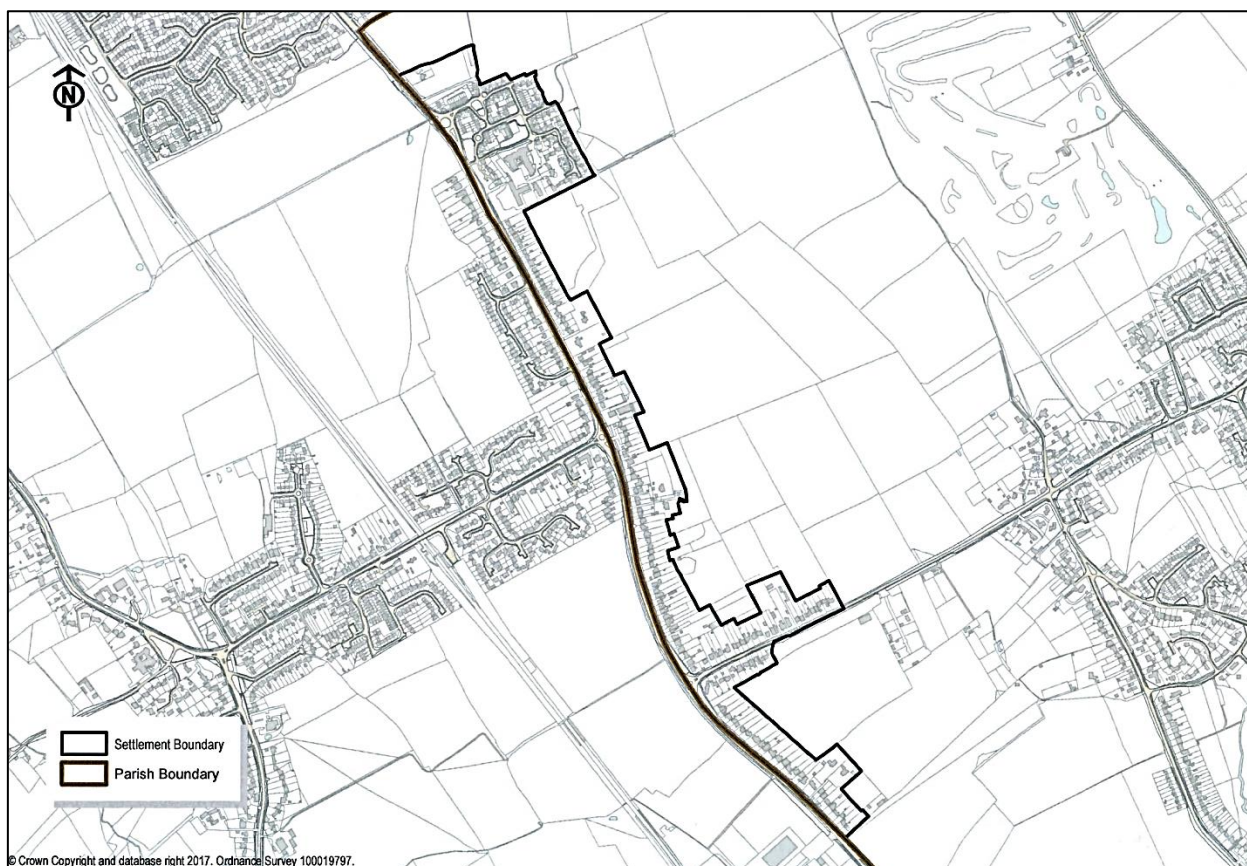 N
Settlement Boundary
Parish Boundary
© Crown Copyright and database right 2017. Ordnance Survey 100019797.